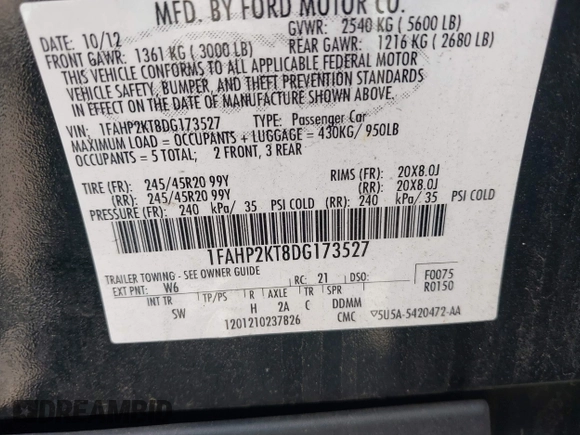 MFD. BY FORD MOTOR CO.
DATE: 10/12
GVWR: 2540 KG ( 5600 LB)
FRONT GAWR: 1361 KG ( 3000 LB)
REAR GAWR: 1216 KG ( 2680 LB)
THIS VEHICLE CONFORMS TO ALL APPLICABLE FEDERAL MOTOR
VEHICLE SAFETY, BUMPER, AND THEFT PREVENTION STANDARDS
IN EFFECT ON THE DATE OF MANUFACTURE SHOWN ABOVE.
VIN: 1FAHP2KT8DG173527 TYPE: Passenger Car
MAXIMUM LOAD = OCCUPANTS + LUGGAGE = 430KG/ 950LB
OCCUPANTS = 5 TOTAL; 2 FRONT, 3 REAR
TIRE (FR): 245/45R20 99Y RIMS (FR): 20X8.0J
(RR): 245/45R20 99Y (RR): 20X8.0J
PRESSURE (FR): 240 kPa/ 35 PSI COLD (RR): 240 kPa/ 35 PSI COLD
1FAHP2KT8DG173527
TRAILER TOWING - SEE OWNER GUIDE
EXT PNT: W6 RC: 21 DSO: F0075
INT TR TP/PS R AXLE TR SPR R0150
SW H 2A C DDMM
1201210237826 CMC ▽5U5A-5420472-AA
DREAMBID